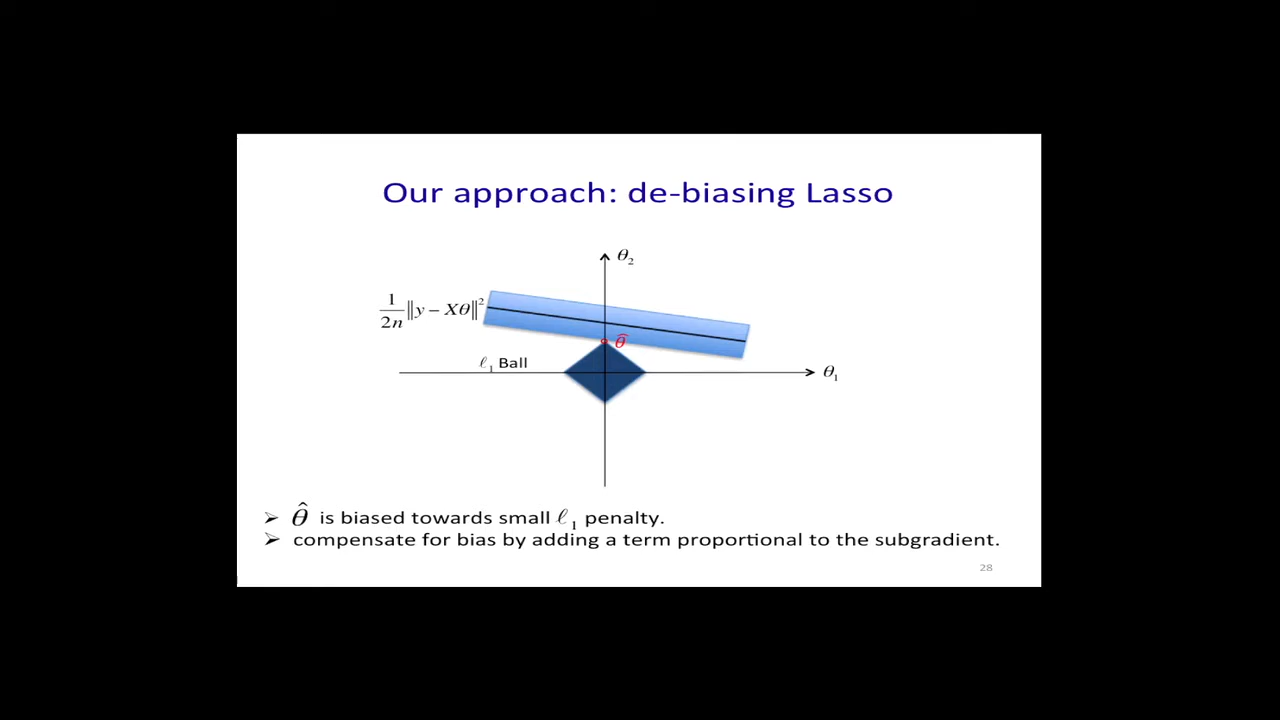 Our approach: de-biasing Lasso
θ₂
1/2n ‖y – Xθ‖²
θ̂
ℓ₁ Ball
θ₁
➢ θ̂ is biased towards small ℓ₁ penalty.
➢ compensate for bias by adding a term proportional to the subgradient.
28